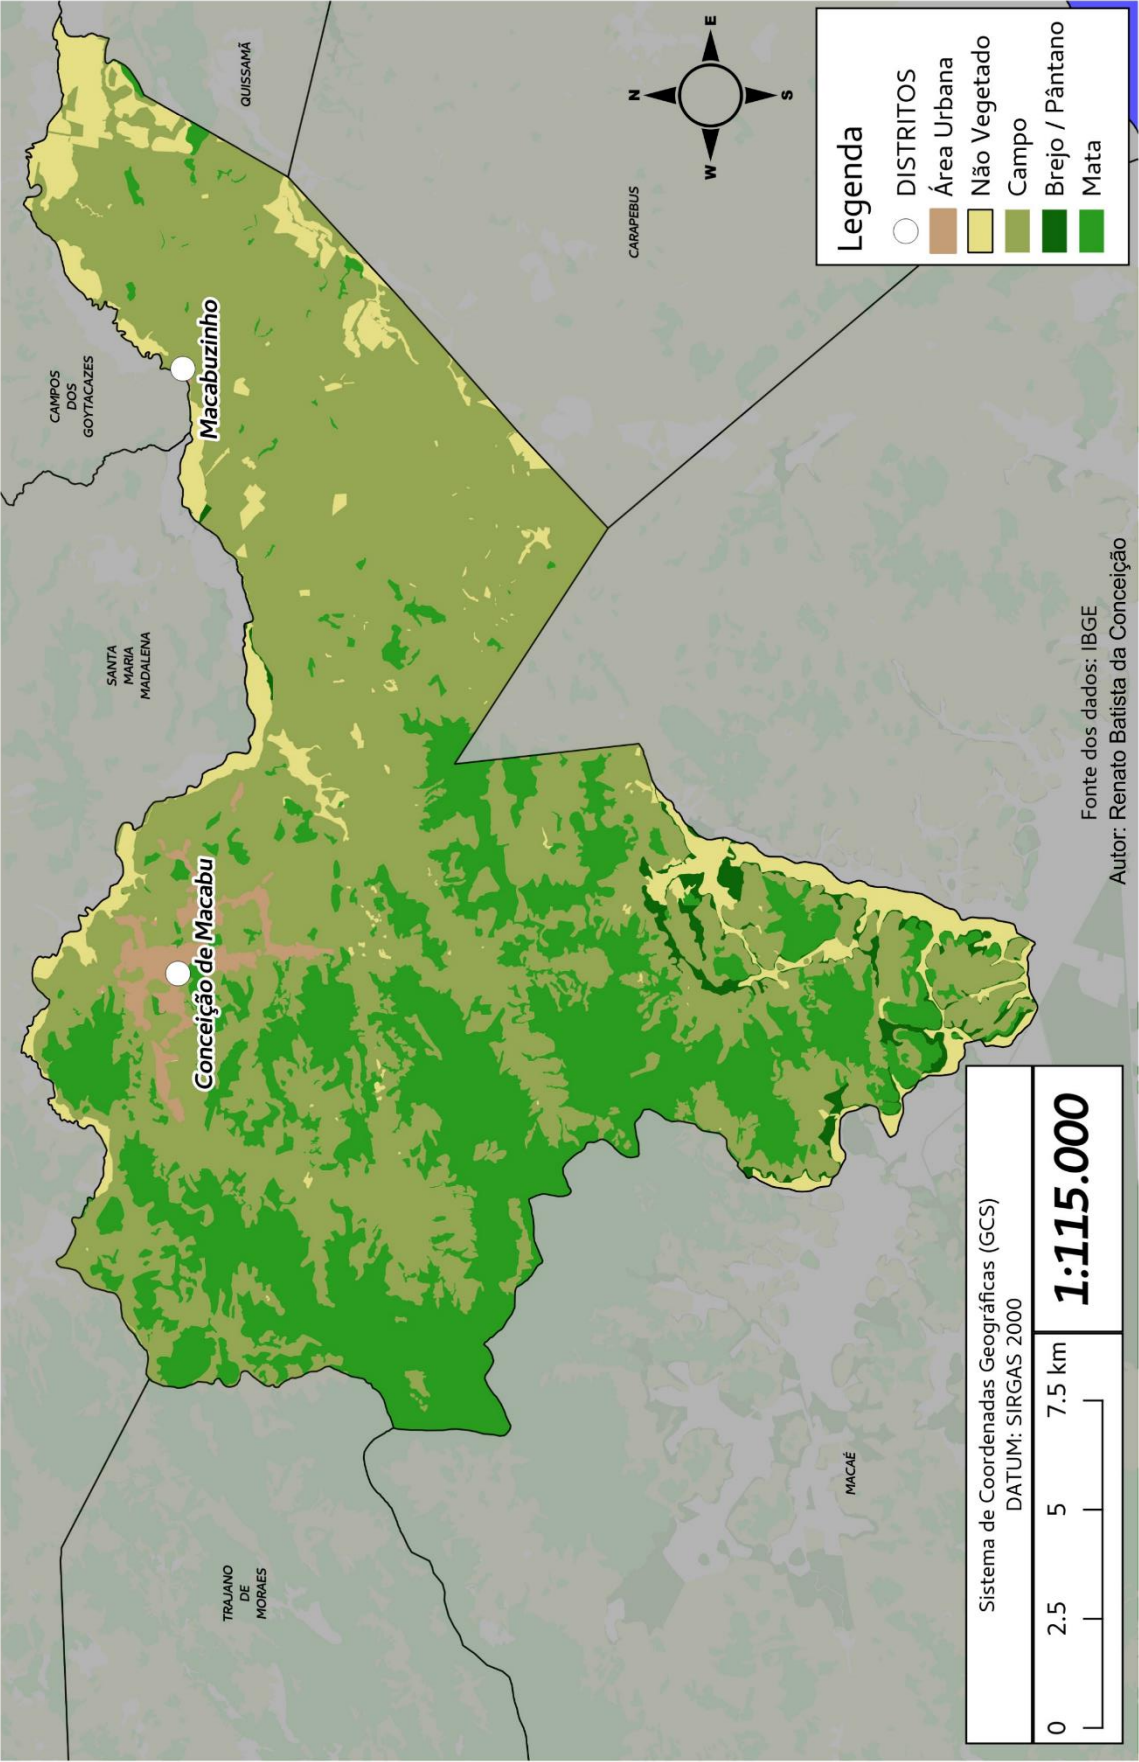 CAMPOS
DOS
GOYTACAZES
QUISSAMÃ
SANTA
MARIA
MADALENA
Macabuzinho
Conceição de Macabu
TRAJANO
DE
MORAES
CARAPEBUS
MACAÉ
N
E
S
W
Legenda
DISTRITOS
Área Urbana
Não Vegetado
Campo
Brejo / Pântano
Mata
Fonte dos dados: IBGE
Autor: Renato Batista da Conceição
Sistema de Coordenadas Geográficas (GCS)
DATUM: SIRGAS 2000
0 2.5 5 7.5 km
1:115.000